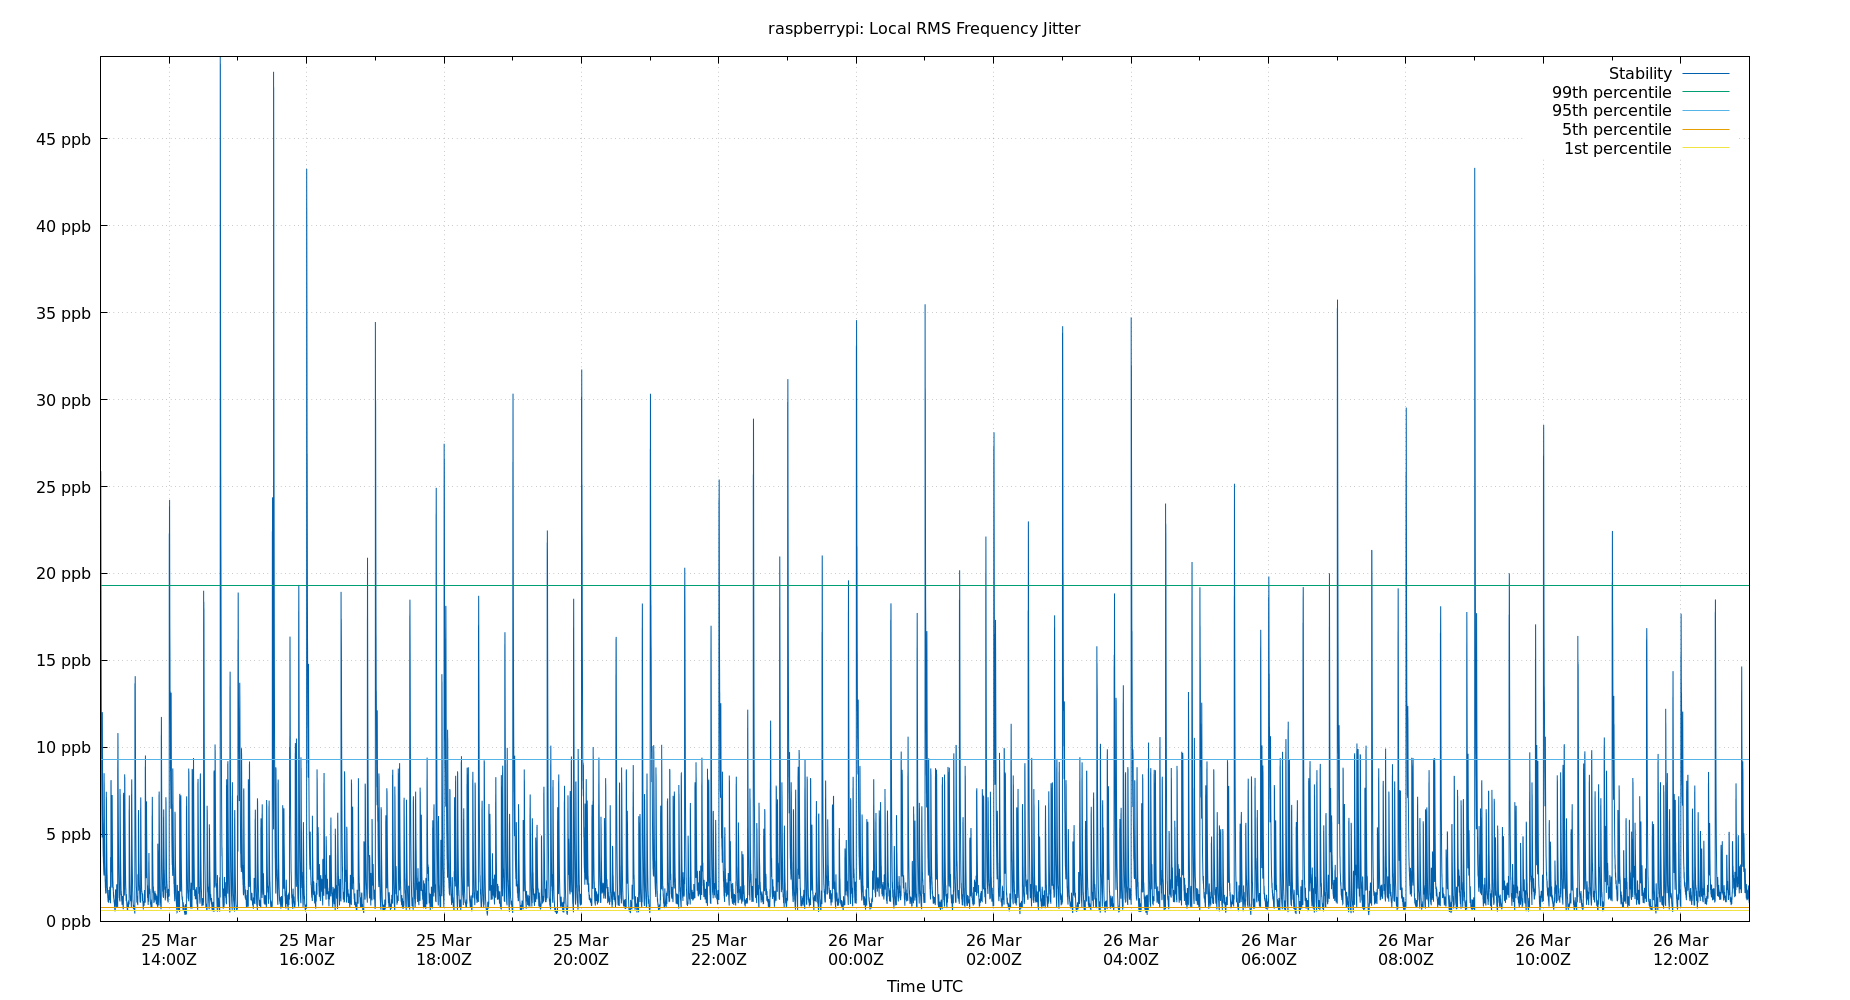 raspberrypi: Local RMS Frequency Jitter
Stability
99th percentile
95th percentile
5th percentile
1st percentile
45 ppb
40 ppb
35 ppb
30 ppb
25 ppb
20 ppb
15 ppb
10 ppb
5 ppb
0 ppb
25 Mar 25 Mar 25 Mar 25 Mar 25 Mar 26 Mar 26 Mar 26 Mar 26 Mar 26 Mar 26 Mar 26 Mar
14:00Z 16:00Z 18:00Z 20:00Z 22:00Z 00:00Z 02:00Z 04:00Z 06:00Z 08:00Z 10:00Z 12:00Z
Time UTC